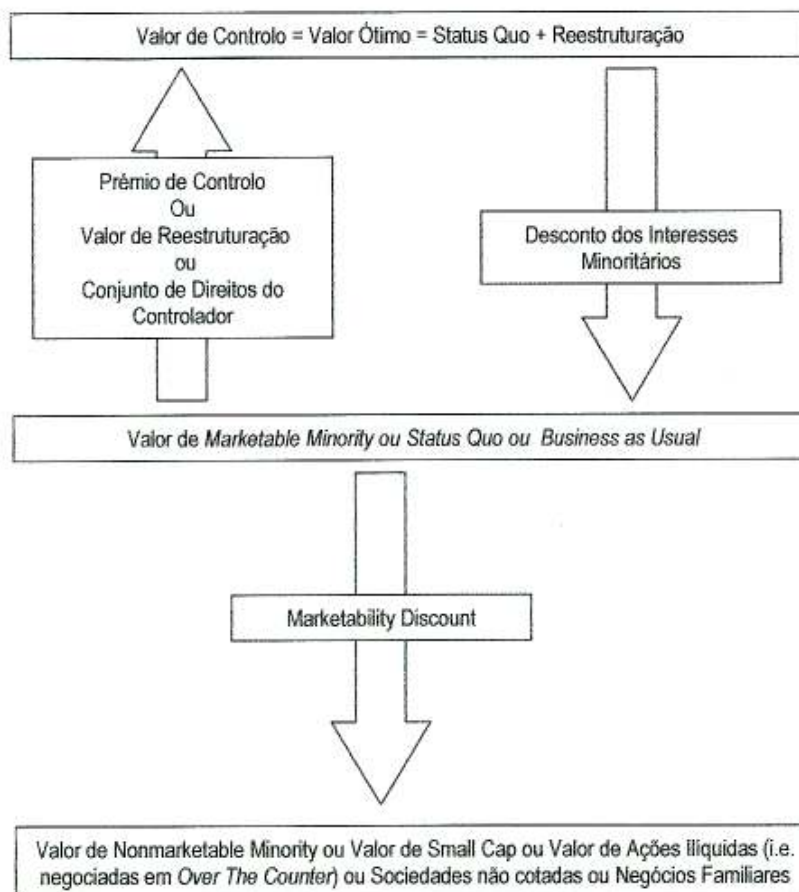 Valor de Controlo = Valor Ótimo = Status Quo + Reestruturação
Prémio de Controlo
Ou
Valor de Reestruturação
ou
Conjunto de Direitos do
Controlador
Desconto dos Interesses
Minoritários
Valor de Marketable Minority ou Status Quo ou Business as Usual
Marketability Discount
Valor de Nonmarketable Minority ou Valor de Small Cap ou Valor de Ações Ilíquidas (i.e.
negociadas em Over The Counter) ou Sociedades não cotadas ou Negócios Familiares